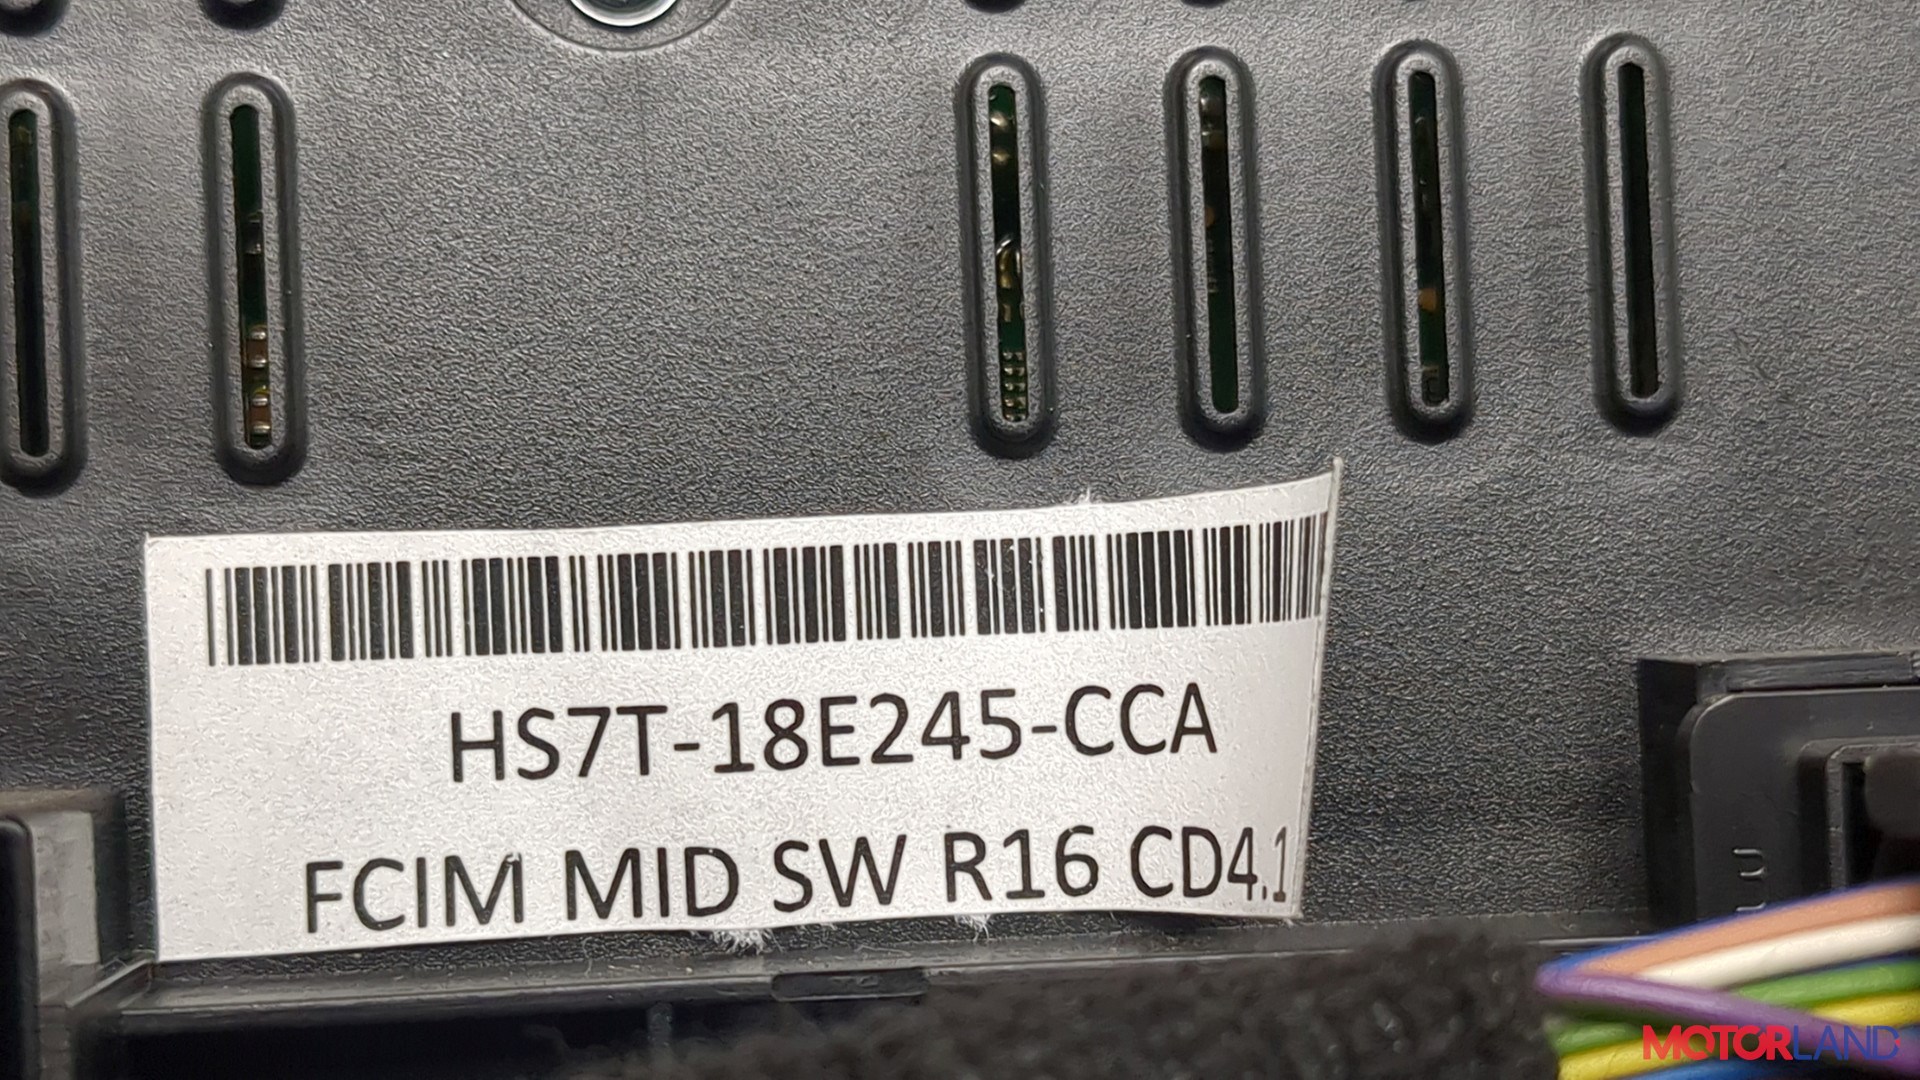 HS7T-18E245-CCA
FCIM MID SW R16 CD4.1
MOTORLAND